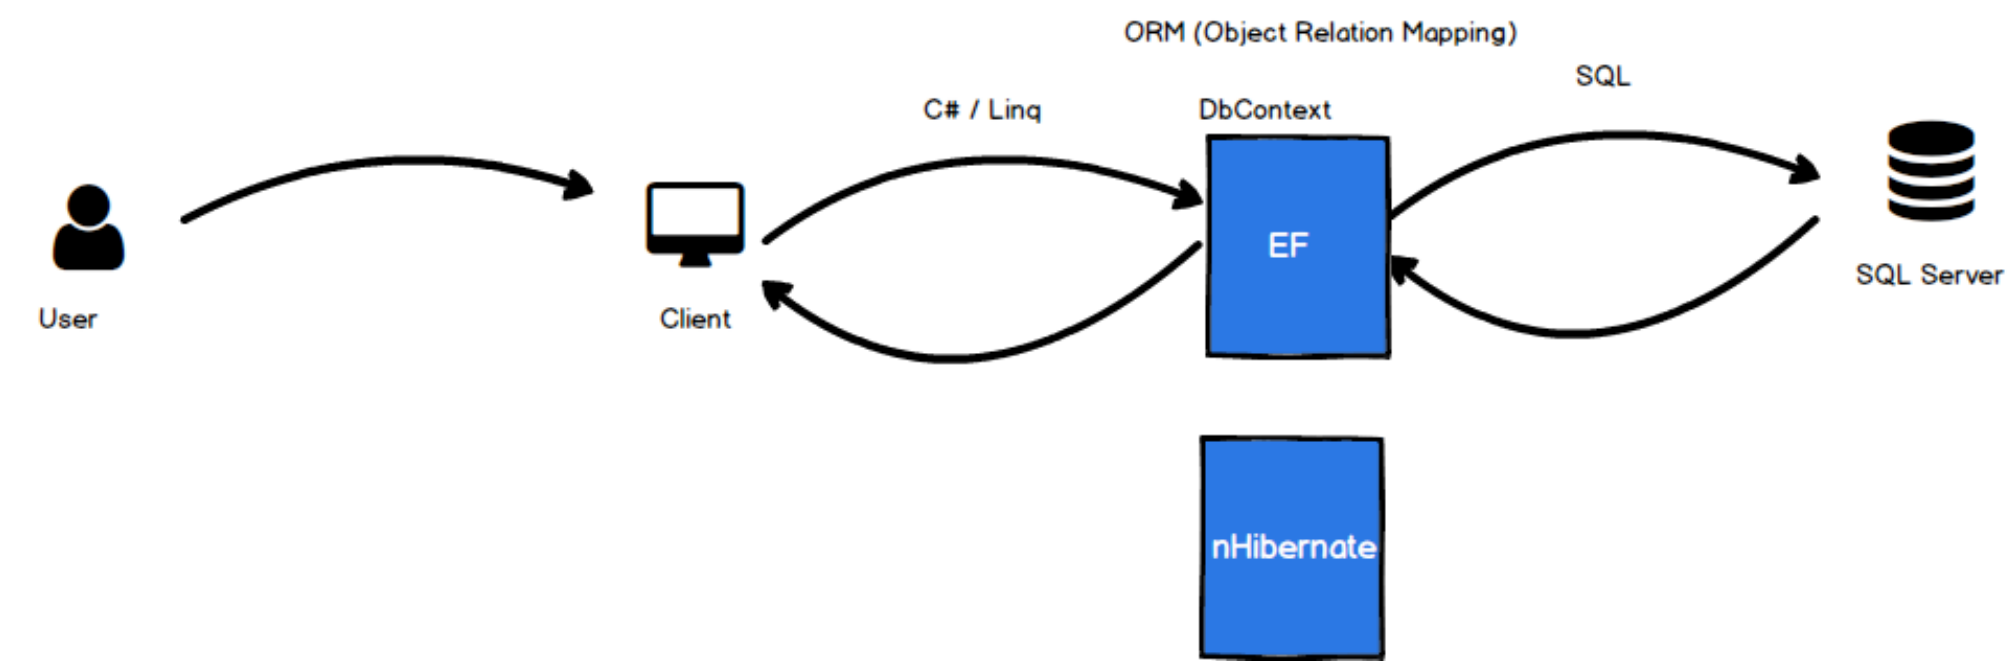 ORM (Object Relation Mapping)
SQL
C# / Linq
DbContext
EF
SQL Server
User
Client
nHibernate